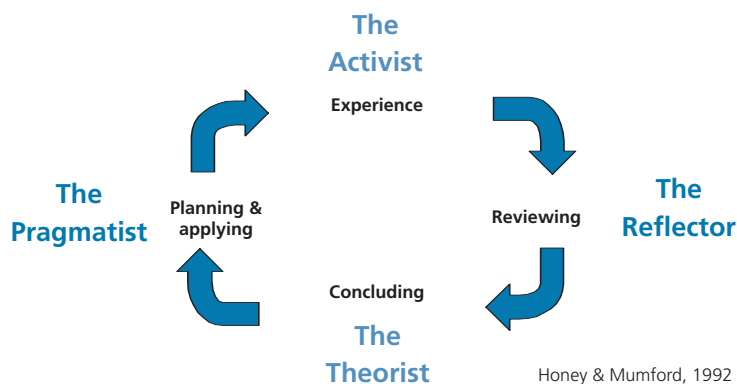 The
Activist
Experience
The
Pragmatist
Planning &
applying
Reviewing
The
Reflector
Concluding
The
Theorist
Honey & Mumford, 1992